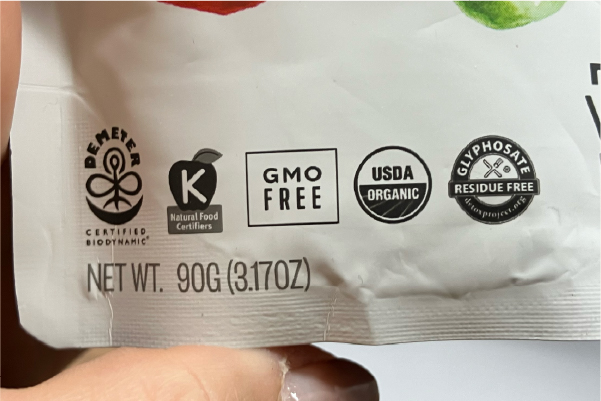 DEMETER
CERTIFIED
BIODYNAMIC®
K
Natural Food
Certifiers
GMO
FREE
USDA
ORGANIC
GLYPHOSATE
RESIDUE FREE
detoxproject.org
NET WT. 90G (3.17OZ)